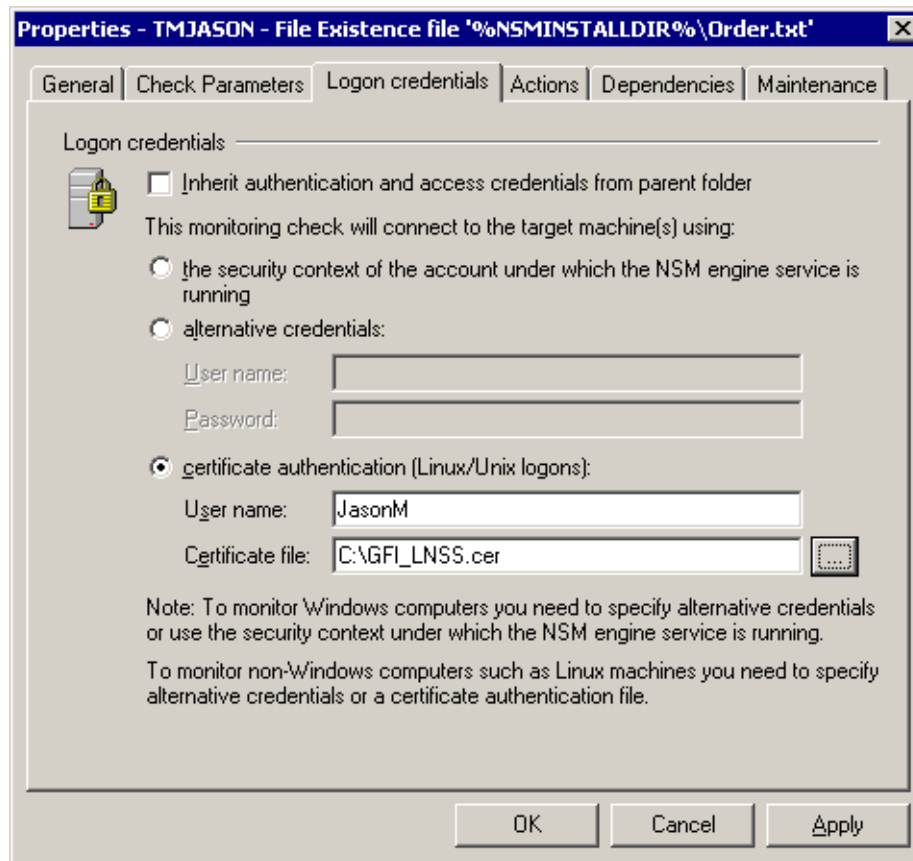 Properties - TMJASON - File Existence file '%NSMINSTALLDIR%\Order.txt'
General Check Parameters Logon credentials Actions Dependencies Maintenance
Logon credentials
Inherit authentication and access credentials from parent folder
This monitoring check will connect to the target machine(s) using:
the security context of the account under which the NSM engine service is
running
alternative credentials:
User name:
Password:
certificate authentication (Linux/Unix logons):
User name: JasonM
Certificate file: C:\GFI_LNSS.cer ...
Note: To monitor Windows computers you need to specify alternative credentials
or use the security context under which the NSM engine service is running.
To monitor non-Windows computers such as Linux machines you need to specify
alternative credentials or a certificate authentication file.
OK Cancel Apply